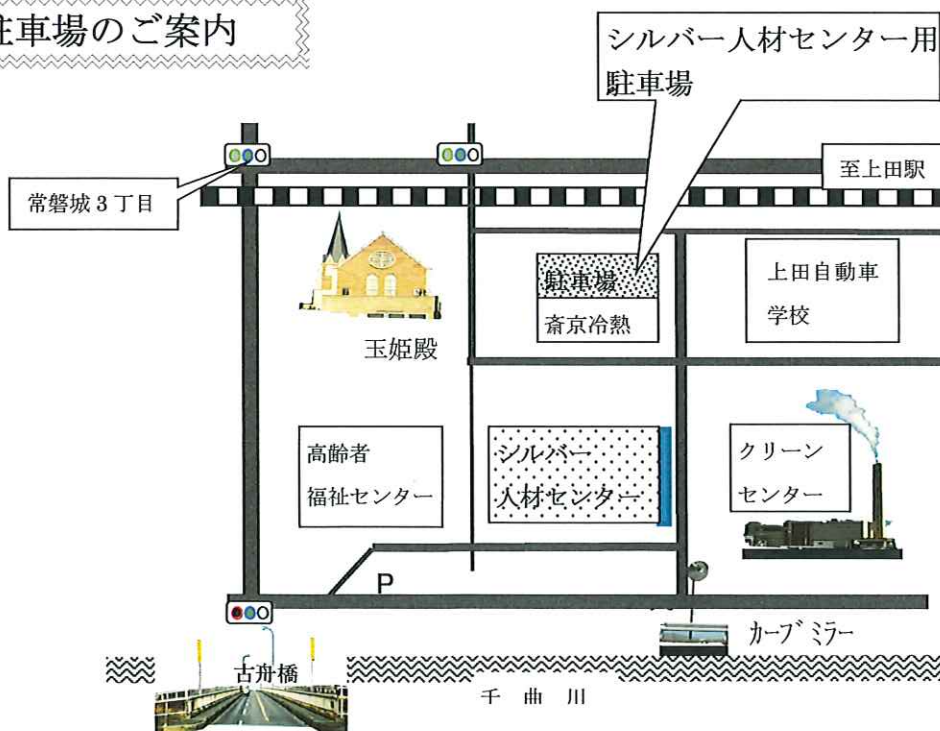 車場のご案内
シルバー人材センター用
駐車場
至上田駅
常磐城3丁目
駐車場
斎京冷熱
上田自動車
学校
玉姫殿
高齢者
福祉センター
シルバー
人材センター
クリーン
センター
P
カーブミラー
古舟橋
千曲川